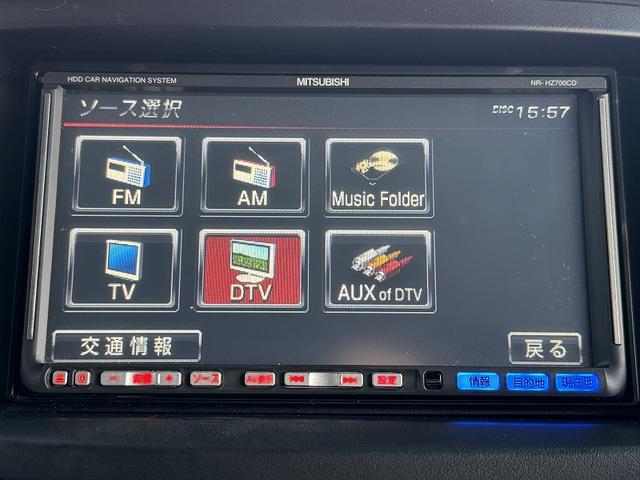 HDD CAR NAVIGATION SYSTEM
MITSUBISHI
NR-HZ700CD
ソース選択
DISC 15:57
FM
AM
Music Folder
TV
DTV
AUX of DTV
交通情報
戻る
ソース
設定
情報
目的地
現在地